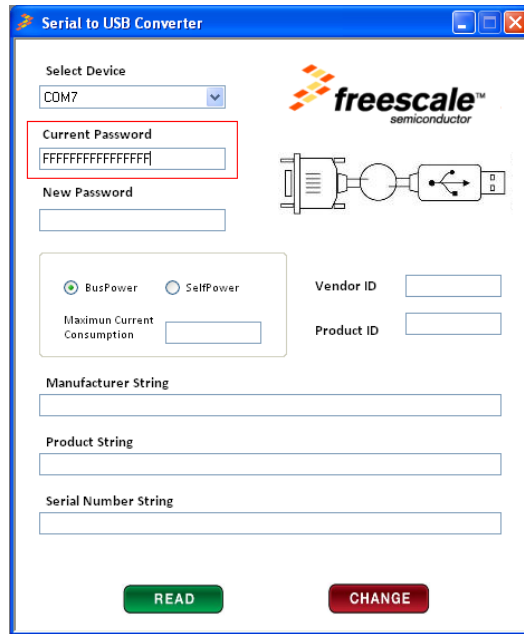 Serial to USB Converter
Select Device
COM7
freescale™
semiconductor
Current Password
FFFFFFFFFFFFFFFF
New Password
BusPower
SelfPower
Maximun Current
Consumption
Vendor ID
Product ID
Manufacturer String
Product String
Serial Number String
READ
CHANGE